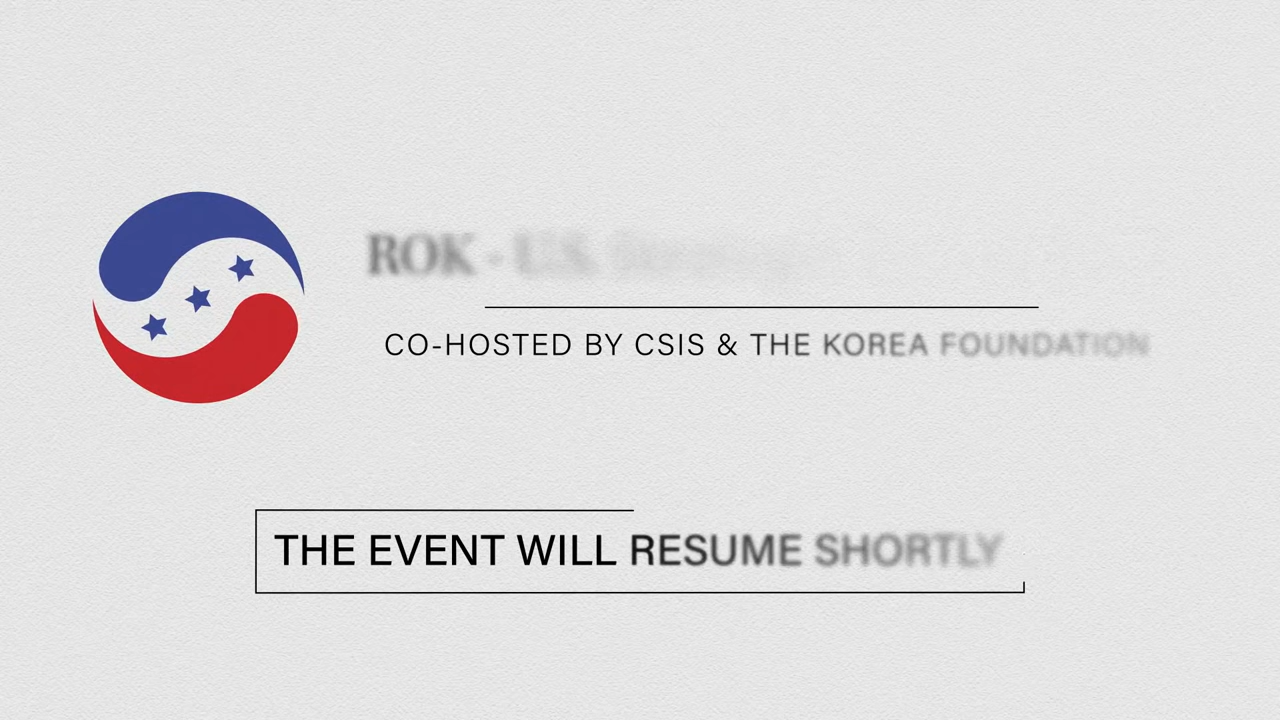 ROK - U.S.
CO-HOSTED BY CSIS & THE KOREA FOUNDATION
THE EVENT WILL RESUME SHORTLY